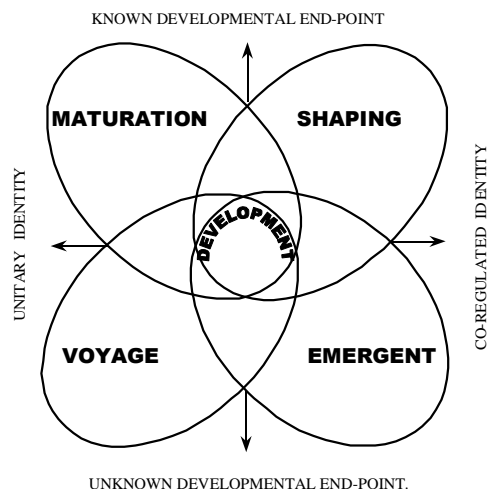 KNOWN DEVELOPMENTAL END-POINT
MATURATION
SHAPING
UNITARY IDENTITY
DEVELOPMENT
CO-REGULATED IDENTITY
VOYAGE
EMERGENT
UNKNOWN DEVELOPMENTAL END-POINT.